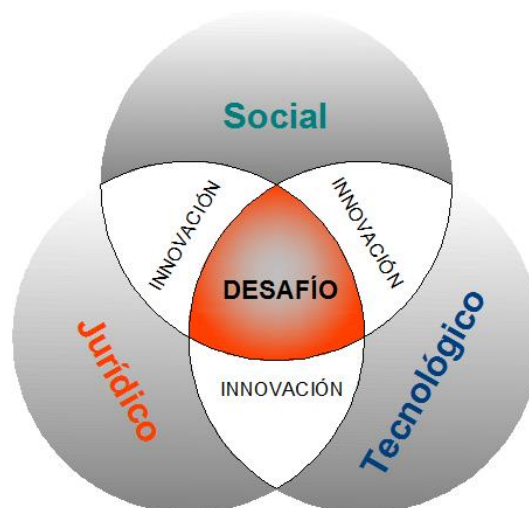 Social
INNOVACIÓN
INNOVACIÓN
DESAFÍO
Jurídico
Tecnológico
INNOVACIÓN